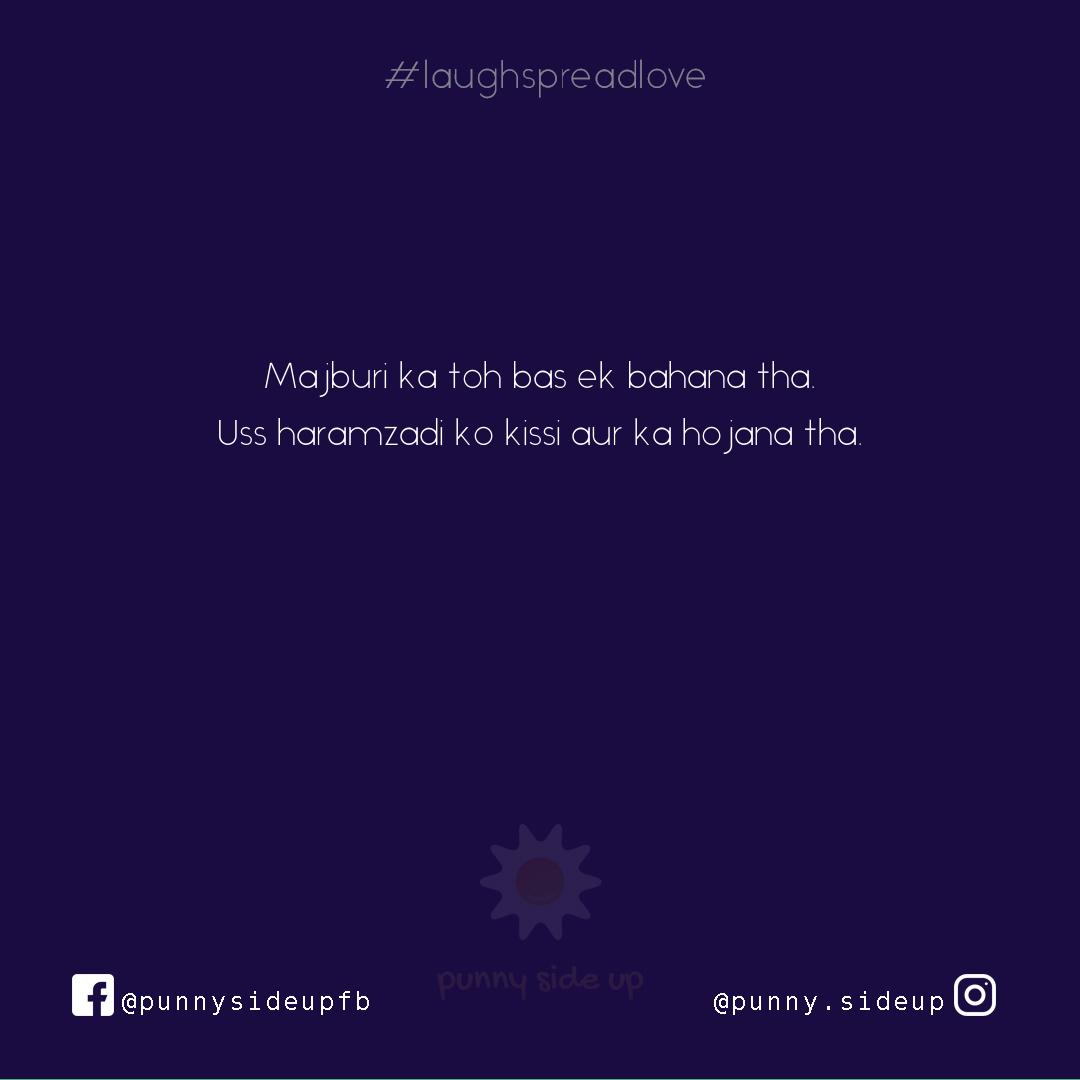 #laughspreadlove
Majburi ka toh bas ek bahana tha.
Uss haramzadi ko kissi aur ka hojana tha.
punny side up
@punnysideupfb
@punny.sideup